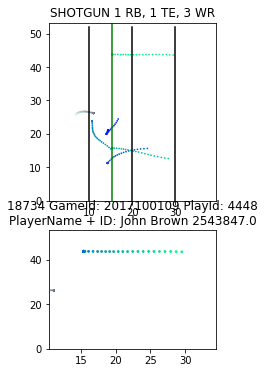 SHOTGUN 1 RB, 1 TE, 3 WR
50
40
30
20
10
0
10 20 30
18734 GameId: 2017100109 PlayId: 4448
PlayerName + ID: John Brown 2543847.0
40
20
0
15 20 25 30